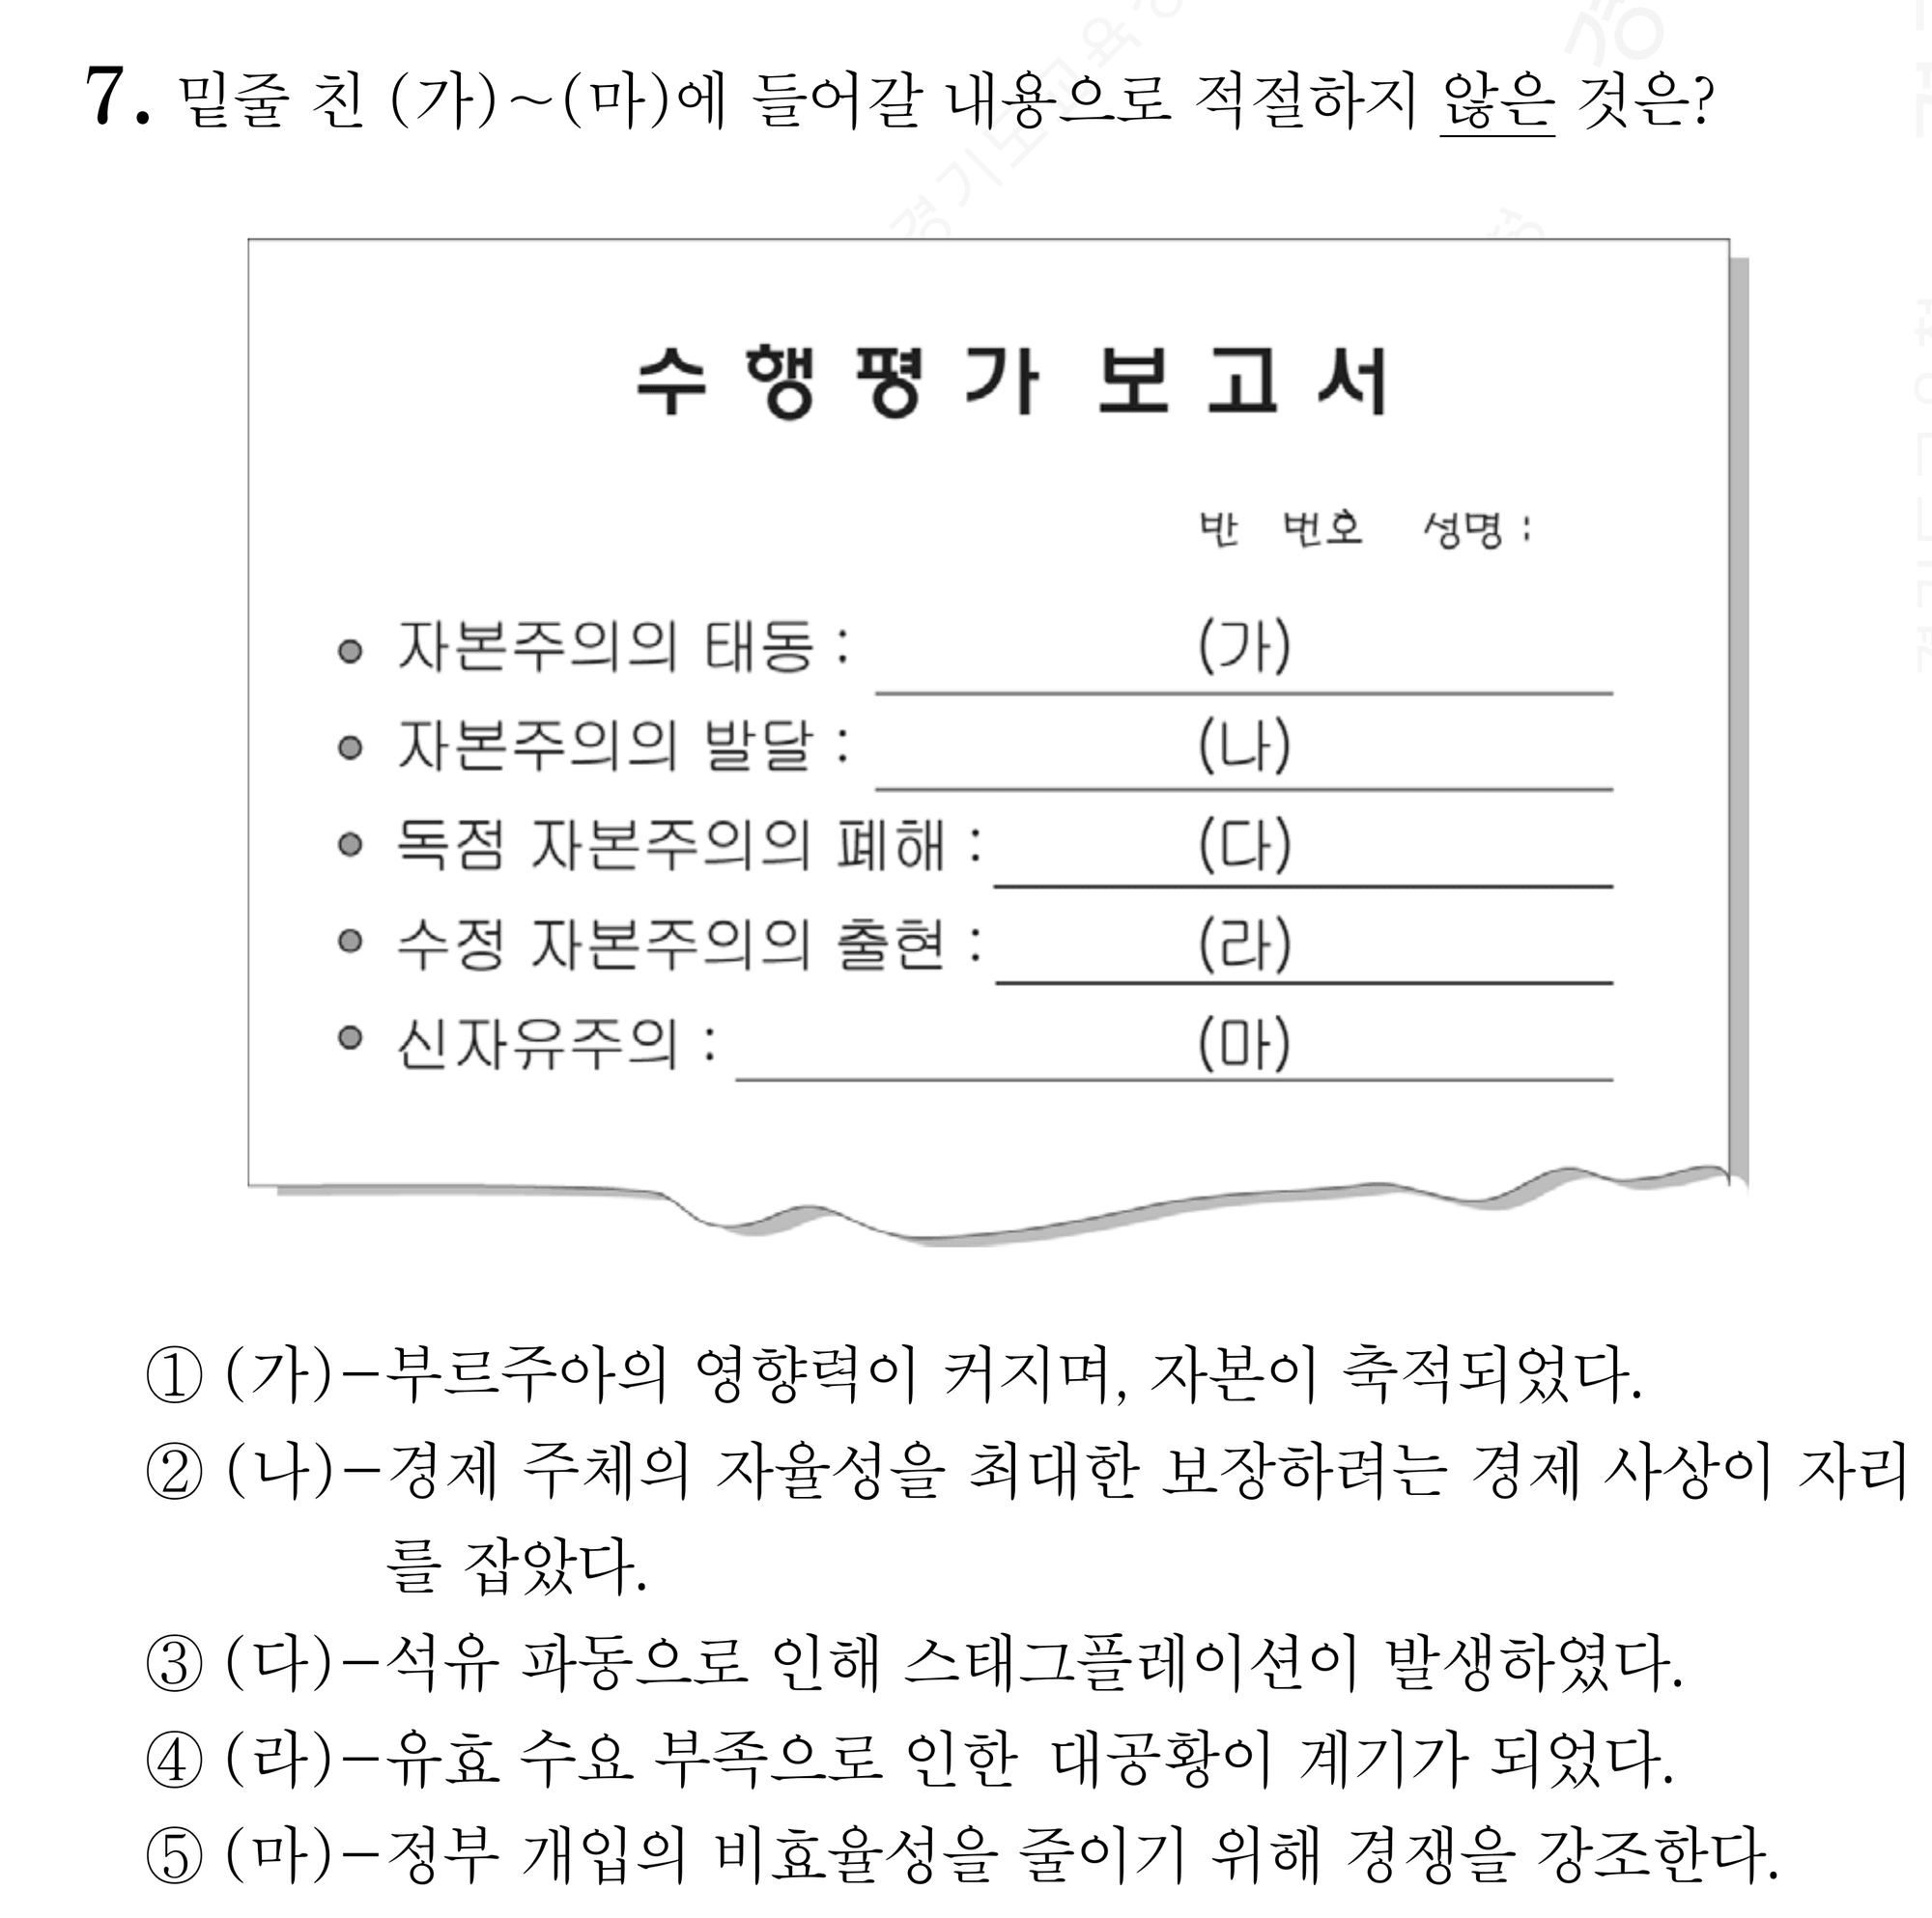 7. 밑줄 친 (가)~(마)에 들어갈 내용으로 적절하지 않은 것은?
수행평가 보고서
반 번호 성명 :
자본주의의 태동 : (가)
자본주의의 발달 : (나)
독점 자본주의의 폐해 : (다)
수정 자본주의의 출현 : (라)
신자유주의 : (마)
① (가)-부르주아의 영향력이 커지며, 자본이 축적되었다.
② (나)-경제 주체의 자율성을 최대한 보장하려는 경제 사상이 자리
를 잡았다.
③ (다)-석유 파동으로 인해 스태그플레이션이 발생하였다.
④ (라)-유효 수요 부족으로 인한 대공황이 계기가 되었다.
⑤ (마)-정부 개입의 비효율성을 줄이기 위해 경쟁을 강조한다.